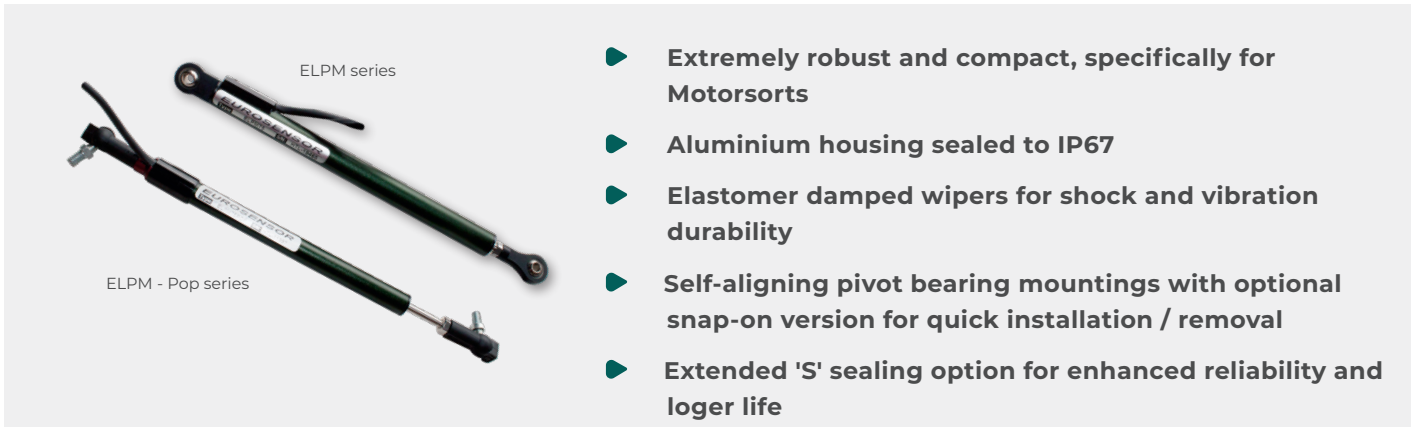 ELPM series
EUROSENSOR
EUROSENSOR
ELPM - Pop series
Extremely robust and compact, specifically for
Motorsorts
Aluminium housing sealed to IP67
Elastomer damped wipers for shock and vibration
durability
Self-aligning pivot bearing mountings with optional
snap-on version for quick installation / removal
Extended 'S' sealing option for enhanced reliability and
loger life